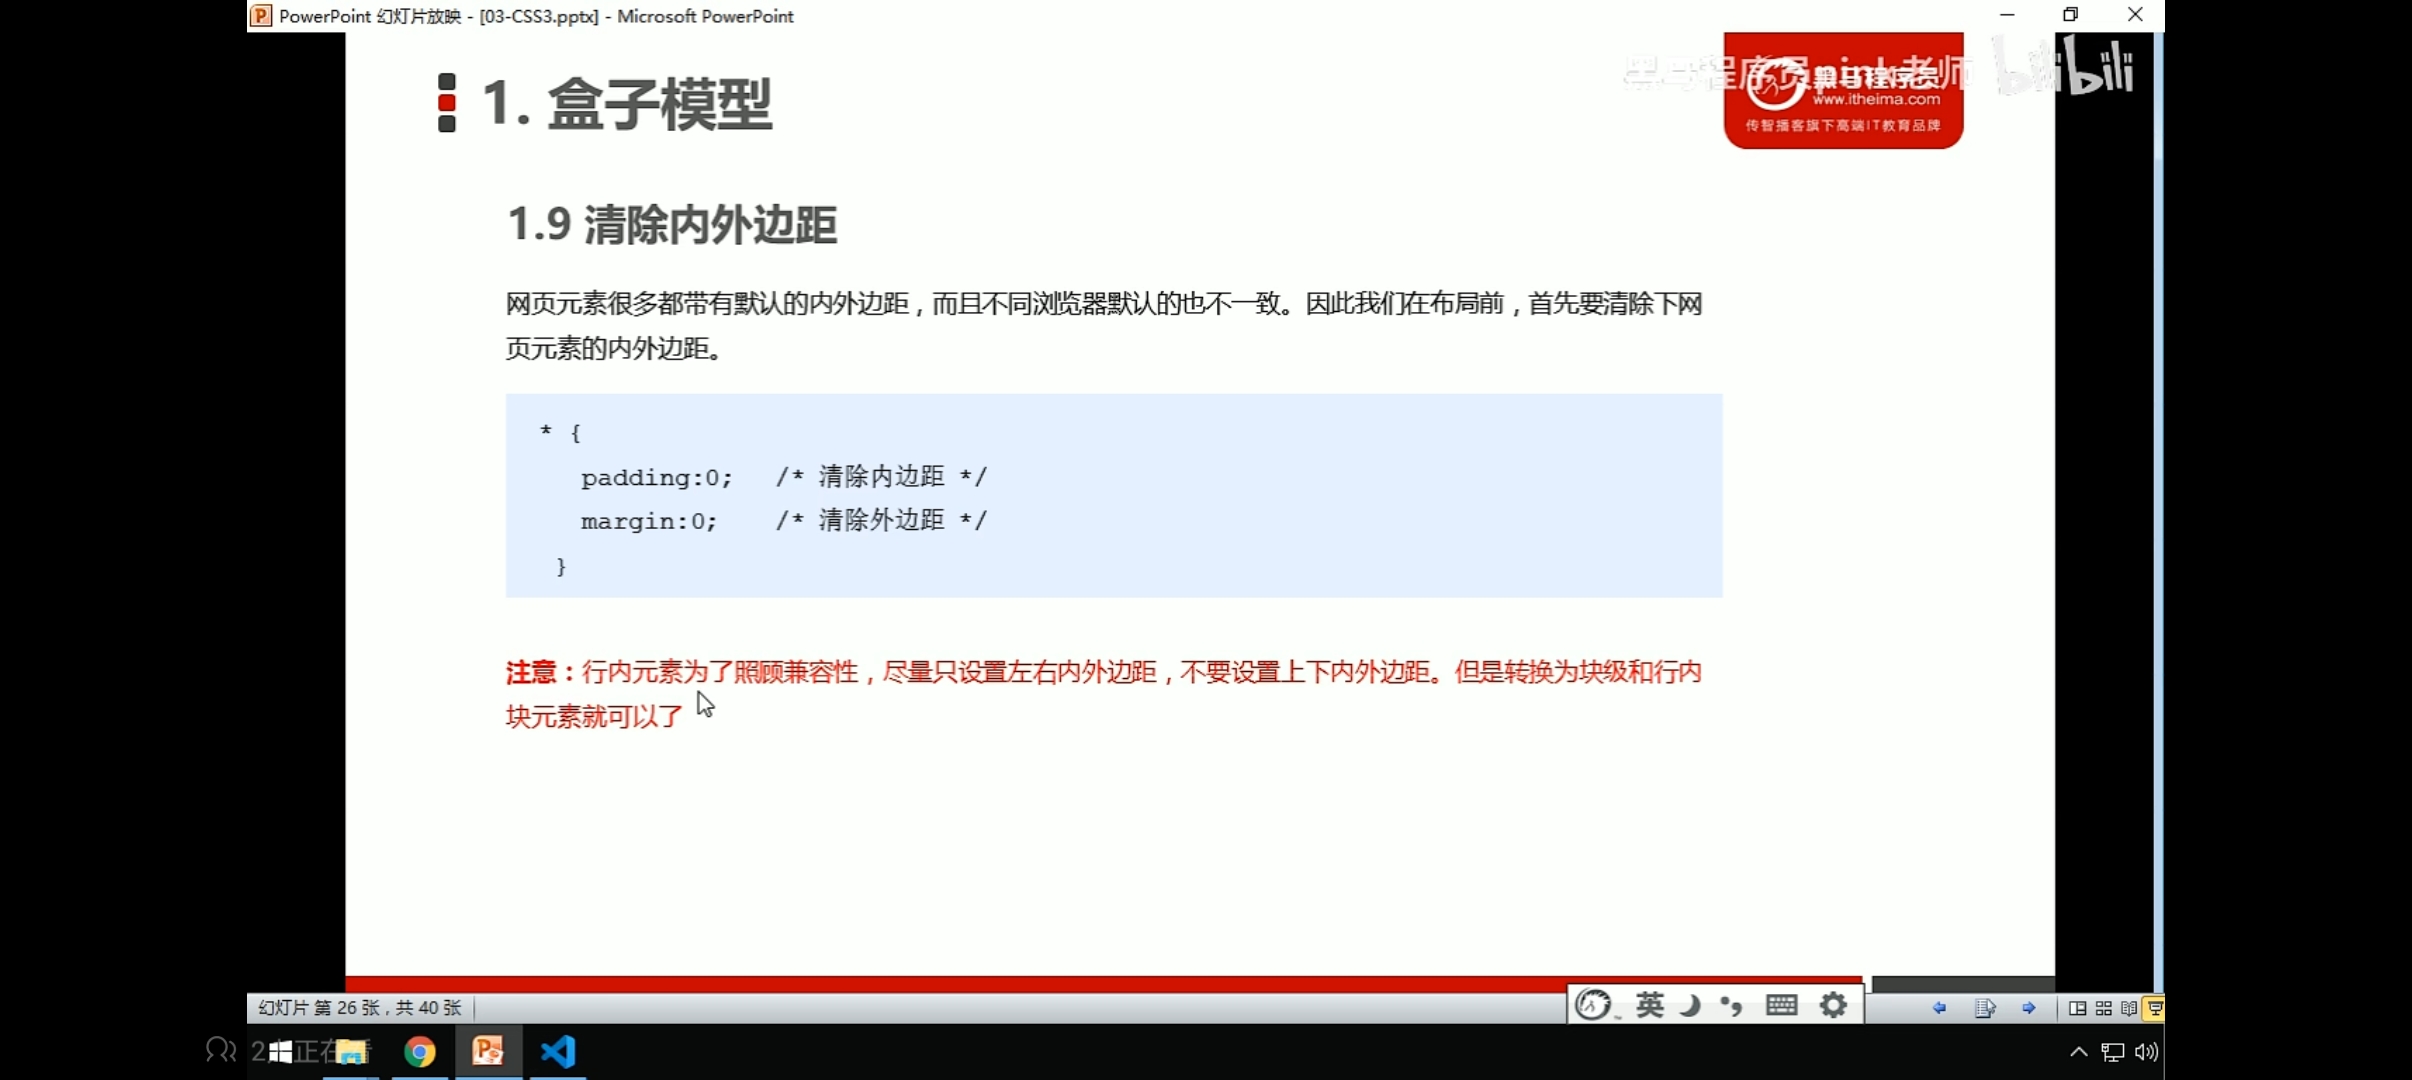 PowerPoint 幻灯片放映 - [03-CSS3.pptx] - Microsoft PowerPoint
1. 盒子模型
黑马程序员pink老师
bilibili
www.itheima.com
传智播客旗下高端IT教育品牌
1.9 清除内外边距
网页元素很多都带有默认的内外边距，而且不同浏览器默认的也不一致。因此我们在布局前，首先要清除下网
页元素的内外边距。
* {
padding:0;   /* 清除内边距 */
margin:0;    /* 清除外边距 */
}
注意：行内元素为了照顾兼容性，尽量只设置左右内外边距，不要设置上下内外边距。但是转换为块级和行内
块元素就可以了
幻灯片 第 26 张，共 40 张
英